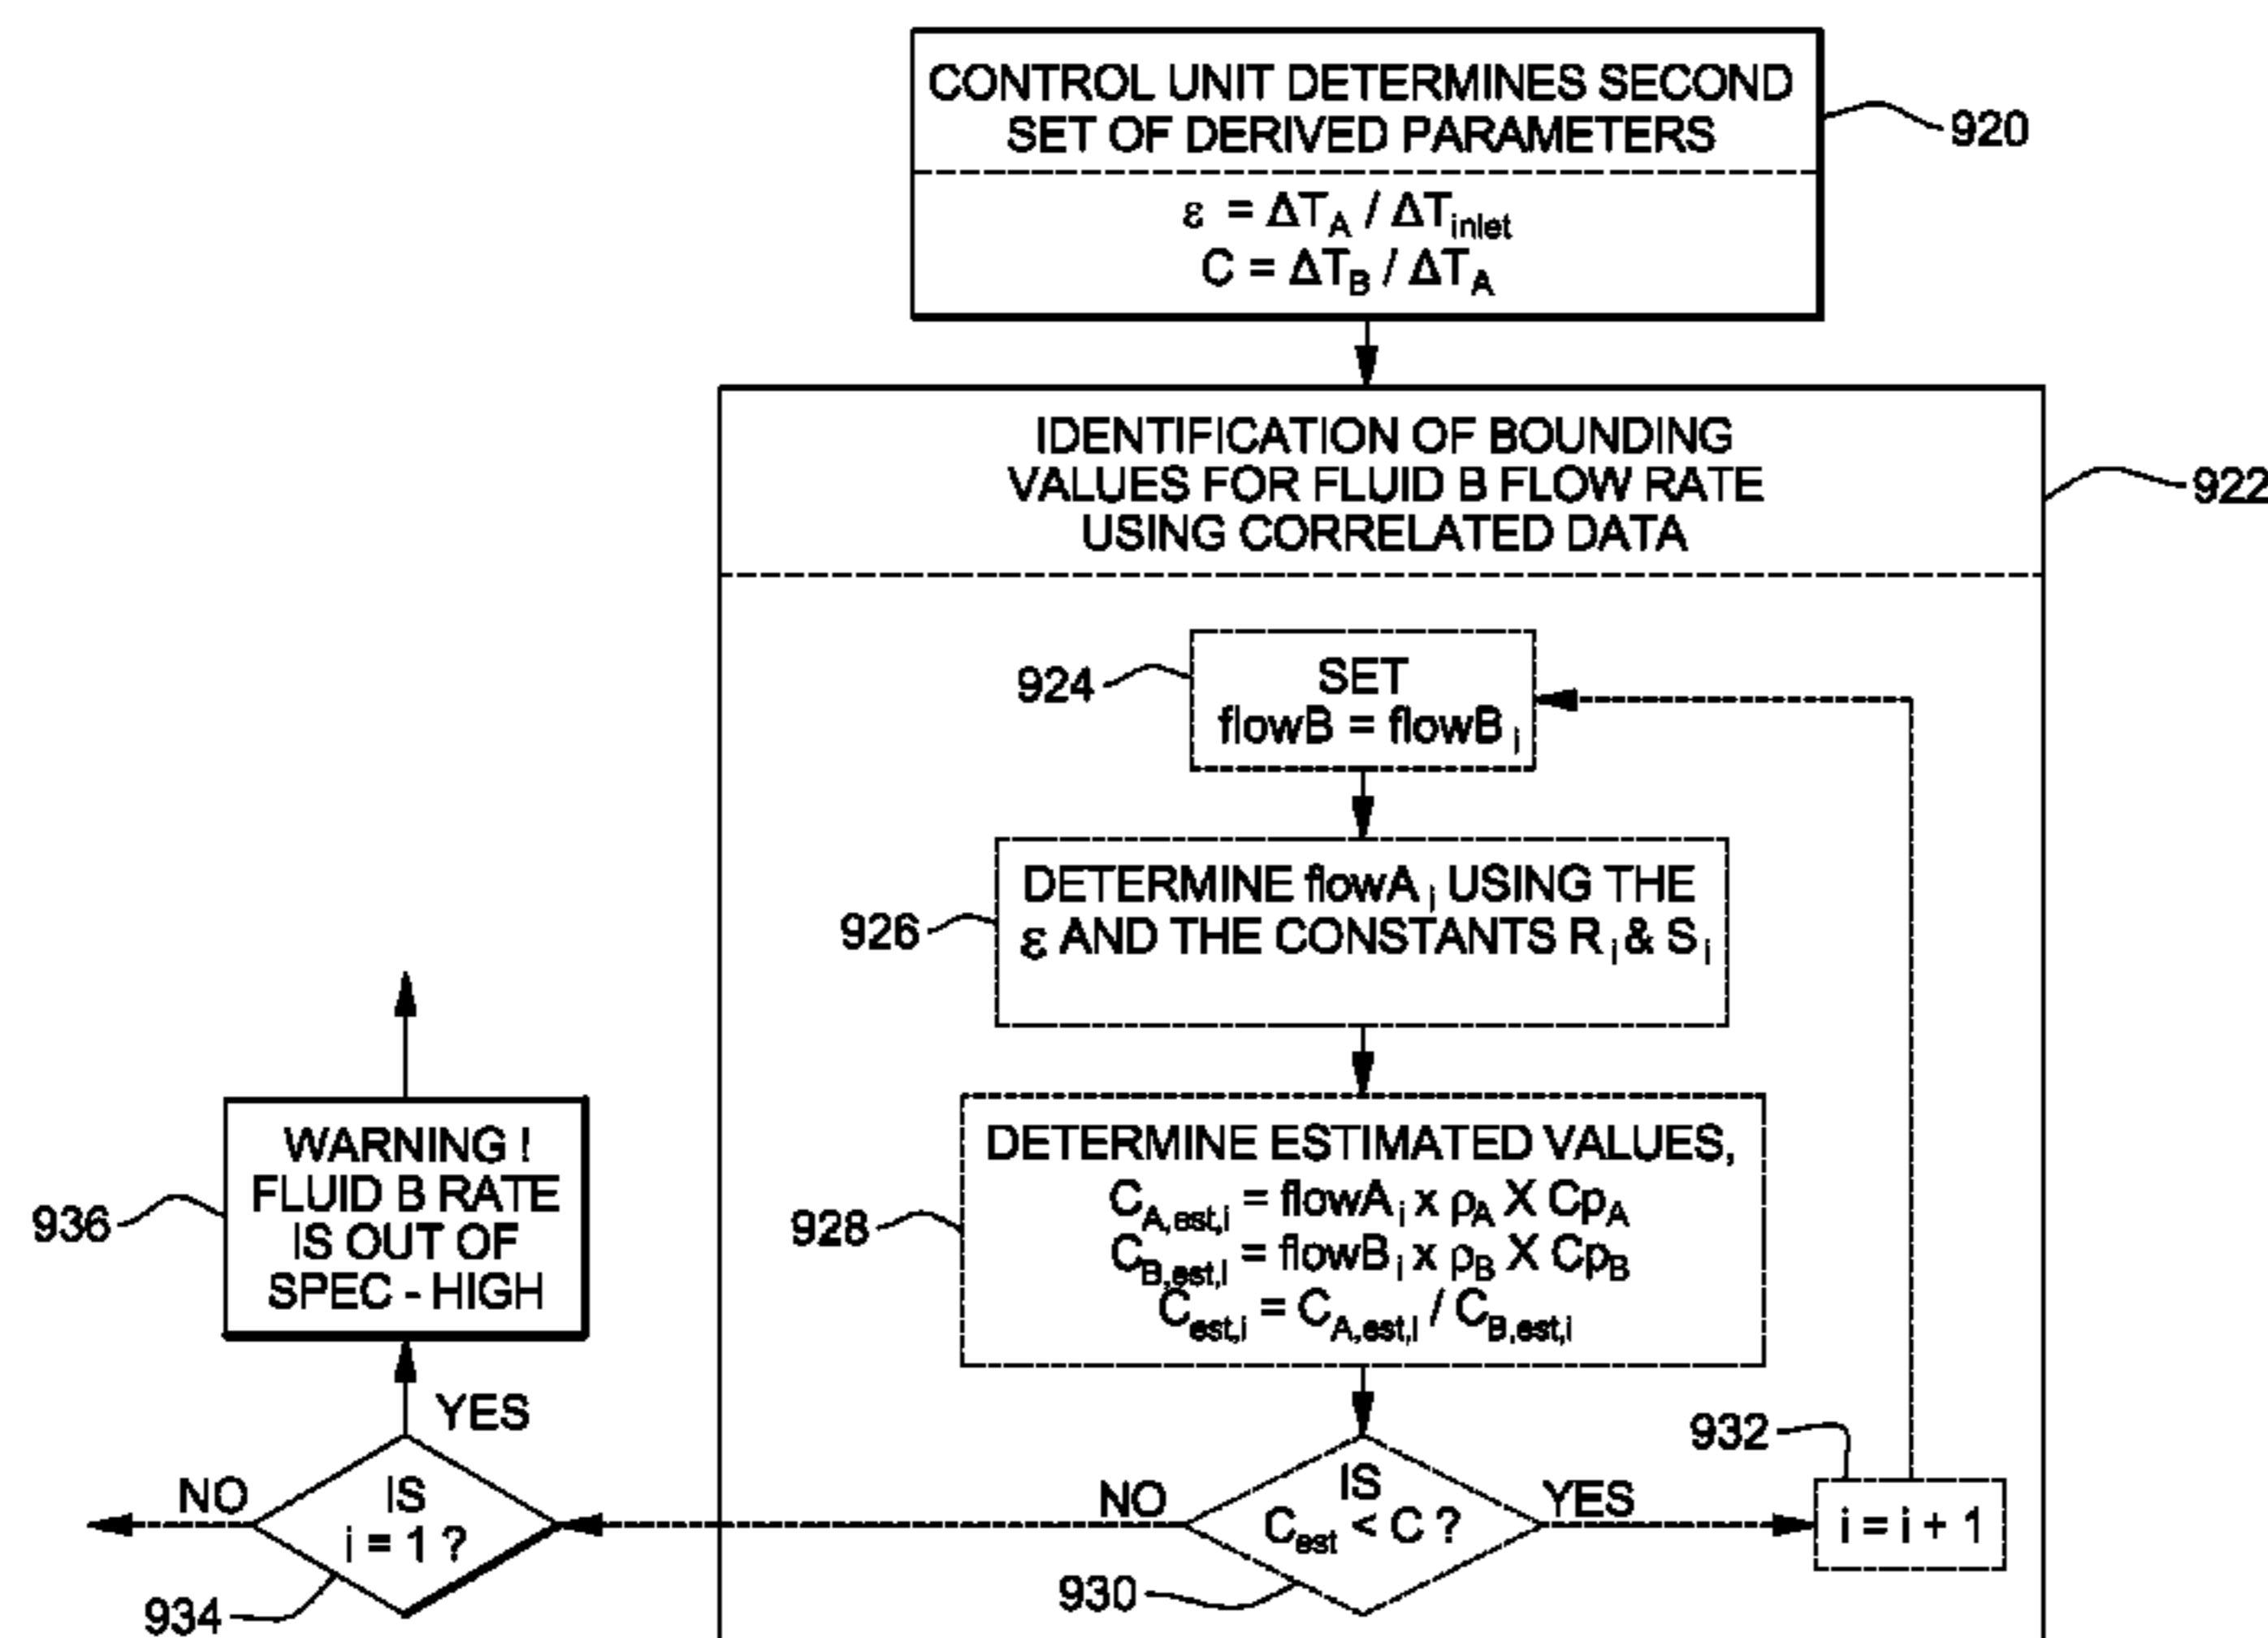 CONTROL UNIT DETERMINES SECOND
SET OF DERIVED PARAMETERS
920
ε = ΔT_A / ΔT_inlet
C = ΔT_B / ΔT_A
IDENTIFICATION OF BOUNDING
VALUES FOR FLUID B FLOW RATE
USING CORRELATED DATA
922
924
SET
flowB = flowB_i
926
DETERMINE flowA_i USING THE
ε AND THE CONSTANTS R_i & S_i
928
DETERMINE ESTIMATED VALUES,
C_A,est,i = flowA_i x ρ_A X Cp_A
C_B,est,i = flowB_i x ρ_B X Cp_B
C_est,i = C_A,est,i / C_B,est,i
930
IS
C_est < C ?
NO
YES
932
i = i + 1
934
IS
i = 1 ?
NO
YES
936
WARNING !
FLUID B RATE
IS OUT OF
SPEC - HIGH